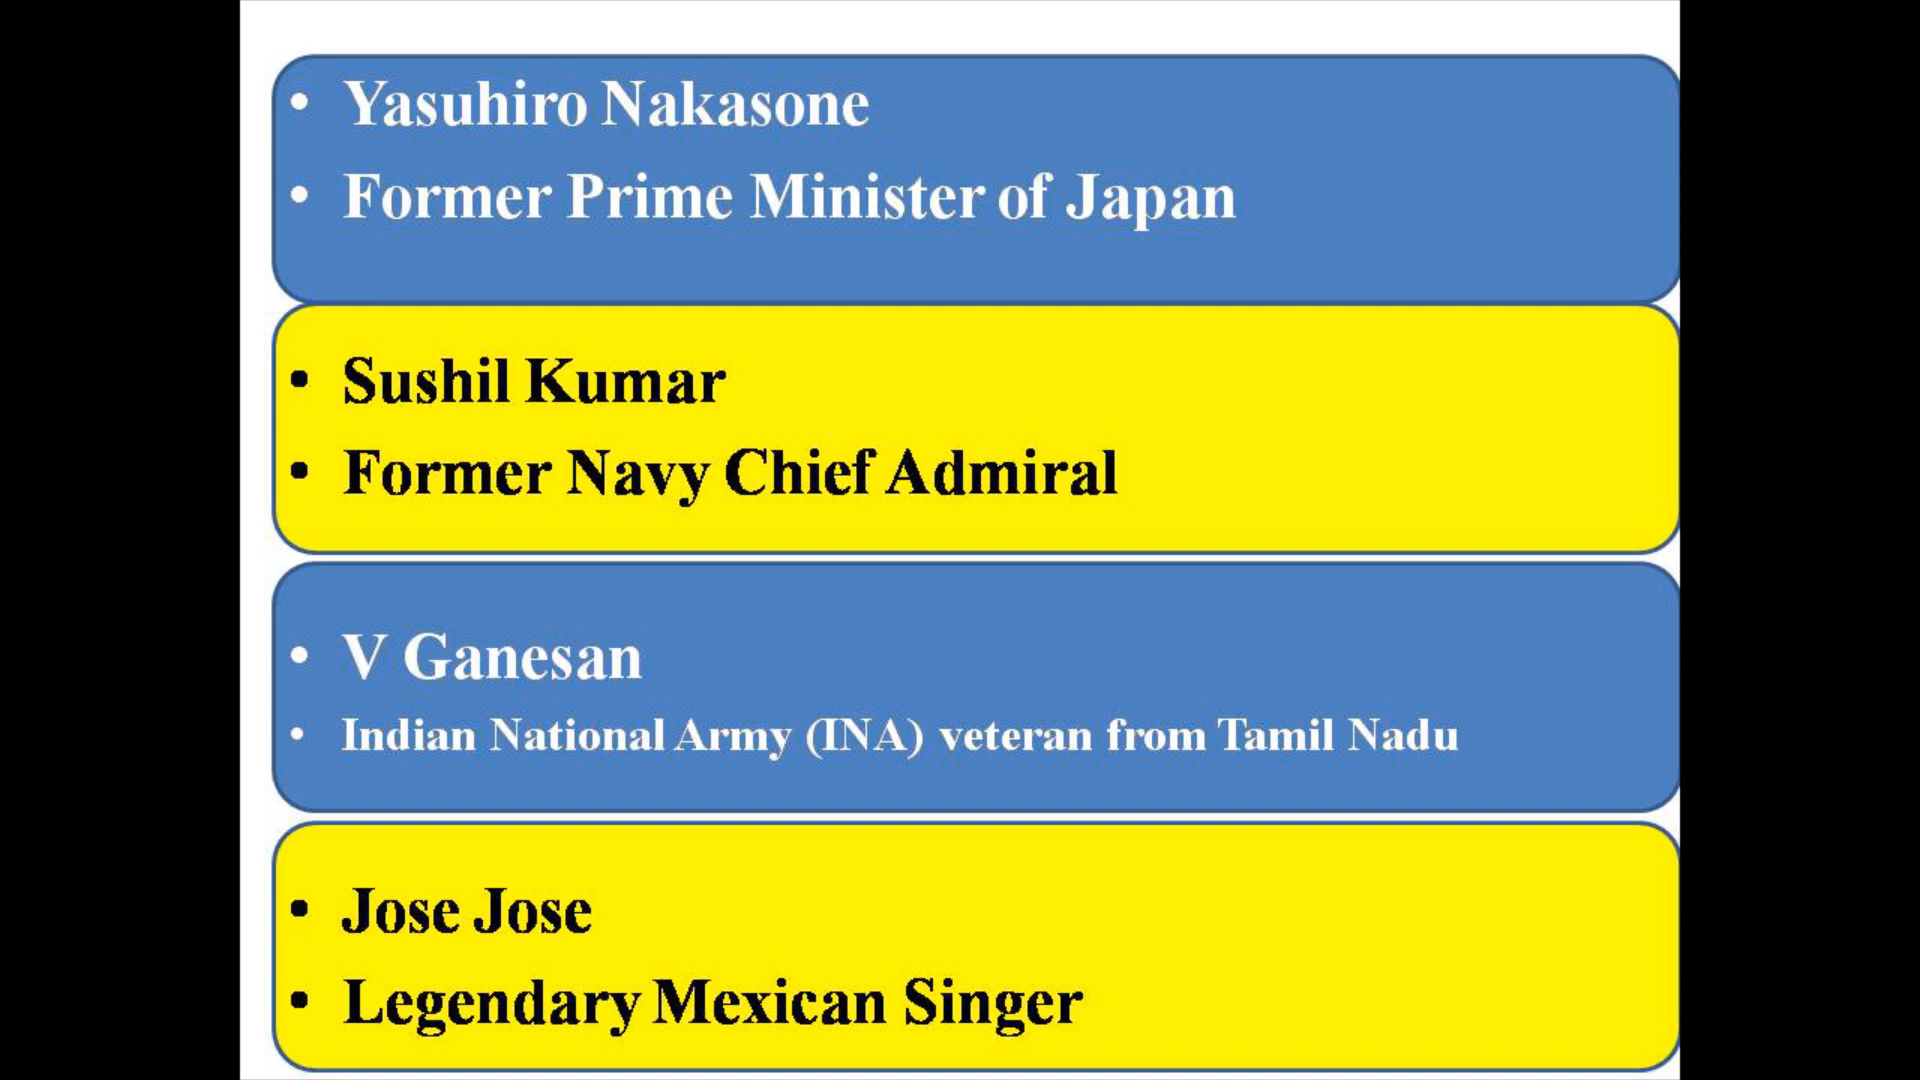 • Yasuhiro Nakasone
• Former Prime Minister of Japan
• Sushil Kumar
• Former Navy Chief Admiral
• V Ganesan
• Indian National Army (INA) veteran from Tamil Nadu
• Jose Jose
• Legendary Mexican Singer